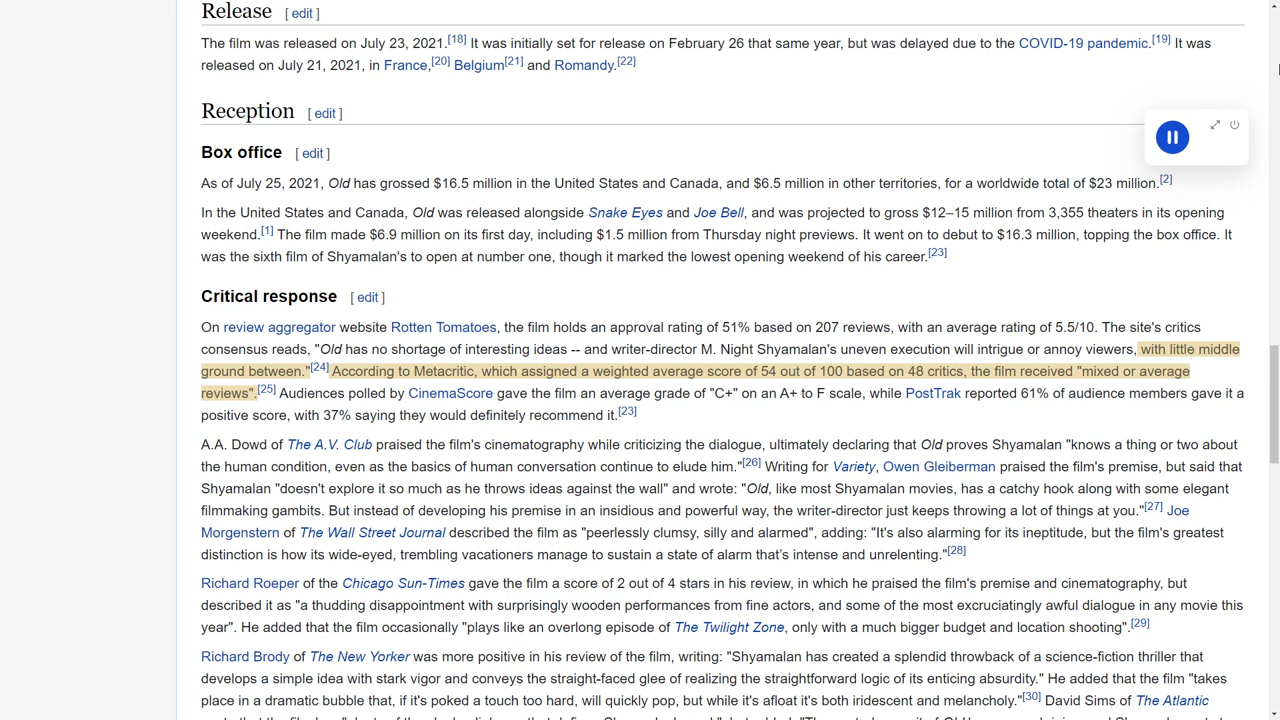 Release [ edit ]
The film was released on July 23, 2021.[18] It was initially set for release on February 26 that same year, but was delayed due to the COVID-19 pandemic.[19] It was
released on July 21, 2021, in France,[20] Belgium[21] and Romandy.[22]
Reception [ edit ]
Box office [ edit ]
As of July 25, 2021, Old has grossed $16.5 million in the United States and Canada, and $6.5 million in other territories, for a worldwide total of $23 million.[2]
In the United States and Canada, Old was released alongside Snake Eyes and Joe Bell, and was projected to gross $12–15 million from 3,355 theaters in its opening
weekend.[1] The film made $6.9 million on its first day, including $1.5 million from Thursday night previews. It went on to debut to $16.3 million, topping the box office. It
was the sixth film of Shyamalan's to open at number one, though it marked the lowest opening weekend of his career.[23]
Critical response [ edit ]
On review aggregator website Rotten Tomatoes, the film holds an approval rating of 51% based on 207 reviews, with an average rating of 5.5/10. The site's critics
consensus reads, "Old has no shortage of interesting ideas -- and writer-director M. Night Shyamalan's uneven execution will intrigue or annoy viewers, with little middle
ground between."[24] According to Metacritic, which assigned a weighted average score of 54 out of 100 based on 48 critics, the film received "mixed or average
reviews".[25] Audiences polled by CinemaScore gave the film an average grade of "C+" on an A+ to F scale, while PostTrak reported 61% of audience members gave it a
positive score, with 37% saying they would definitely recommend it.[23]
A.A. Dowd of The A.V. Club praised the film's cinematography while criticizing the dialogue, ultimately declaring that Old proves Shyamalan "knows a thing or two about
the human condition, even as the basics of human conversation continue to elude him."[26] Writing for Variety, Owen Gleiberman praised the film's premise, but said that
Shyamalan "doesn't explore it so much as he throws ideas against the wall" and wrote: "Old, like most Shyamalan movies, has a catchy hook along with some elegant
filmmaking gambits. But instead of developing his premise in an insidious and powerful way, the writer-director just keeps throwing a lot of things at you."[27] Joe
Morgenstern of The Wall Street Journal described the film as "peerlessly clumsy, silly and alarmed", adding: "It's also alarming for its ineptitude, but the film's greatest
distinction is how its wide-eyed, trembling vacationers manage to sustain a state of alarm that's intense and unrelenting."[28]
Richard Roeper of the Chicago Sun-Times gave the film a score of 2 out of 4 stars in his review, in which he praised the film's premise and cinematography, but
described it as "a thudding disappointment with surprisingly wooden performances from fine actors, and some of the most excruciatingly awful dialogue in any movie this
year". He added that the film occasionally "plays like an overlong episode of The Twilight Zone, only with a much bigger budget and location shooting".[29]
Richard Brody of The New Yorker was more positive in his review of the film, writing: "Shyamalan has created a splendid throwback of a science-fiction thriller that
develops a simple idea with stark vigor and conveys the straight-faced glee of realizing the straightforward logic of its enticing absurdity." He added that the film "takes
place in a dramatic bubble that, if it's poked a touch too hard, will quickly pop, but while it's afloat it's both iridescent and melancholy."[30] David Sims of The Atlantic